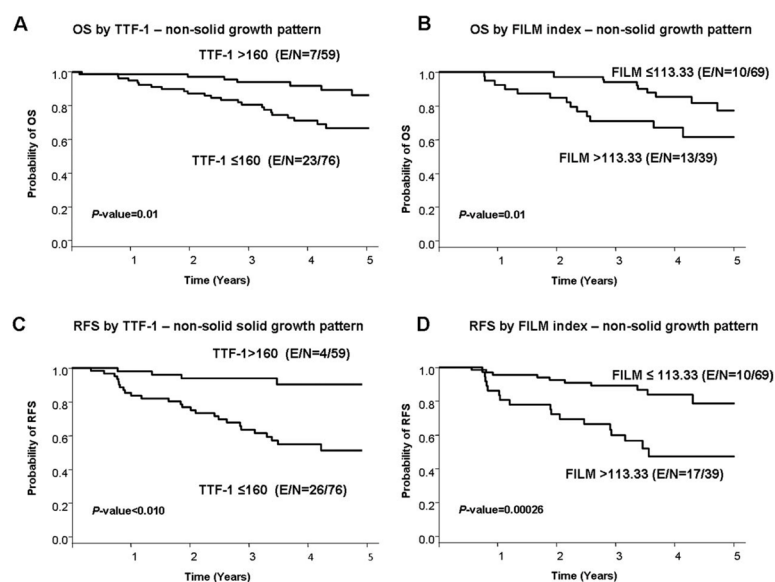 A
OS by TTF-1 – non-solid growth pattern
TTF-1 >160 (E/N=7/59)
1.0
0.8
0.6
0.4
0.2
0.0
Probability of OS
TTF-1 ≤160 (E/N=23/76)
P-value=0.01
1 2 3 4 5
Time (Years)
B
OS by FILM index – non-solid growth pattern
FILM ≤113.33 (E/N=10/69)
1.0
0.8
0.6
0.4
0.2
0.0
Probability of OS
FILM >113.33 (E/N=13/39)
P-value=0.01
1 2 3 4 5
Time (Years)
C
RFS by TTF-1 – non-solid solid growth pattern
TTF-1>160 (E/N=4/59)
1.0
0.8
0.6
0.4
0.2
0.0
Probability of RFS
TTF-1 ≤160 (E/N=26/76)
P-value<0.010
1 2 3 4 5
Time (Years)
D
RFS by FILM index – non-solid growth pattern
FILM ≤ 113.33 (E/N=10/69)
1.0
0.8
0.6
0.4
0.2
0.0
Probability of RFS
FILM >113.33 (E/N=17/39)
P-value=0.00026
1 2 3 4 5
Time (Years)